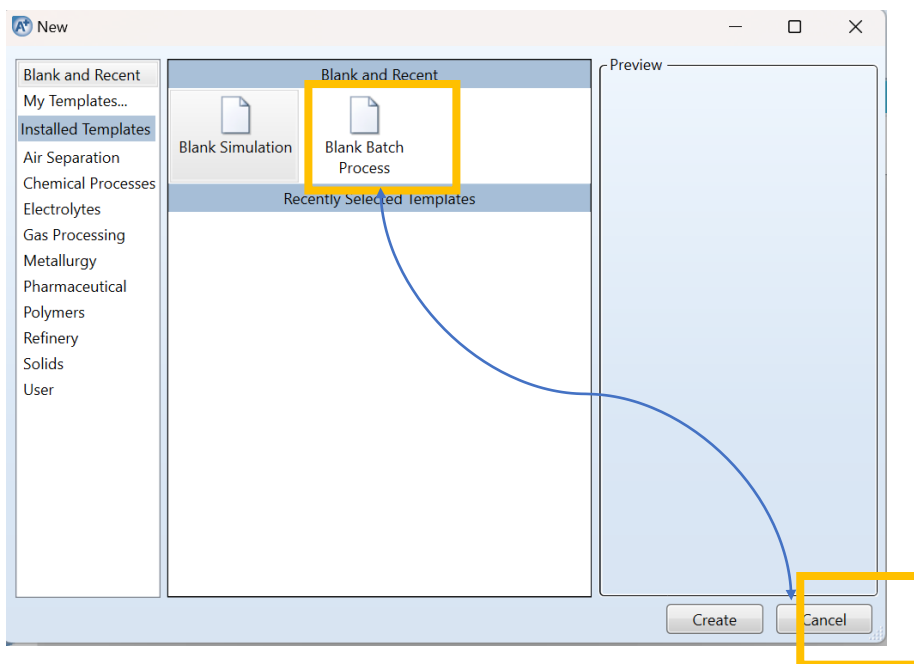 New
Blank and Recent
My Templates...
Installed Templates
Air Separation
Chemical Processes
Electrolytes
Gas Processing
Metallurgy
Pharmaceutical
Polymers
Refinery
Solids
User
Blank and Recent
Blank Simulation
Blank Batch
Process
Recently Selected Templates
Preview
Create
Cancel